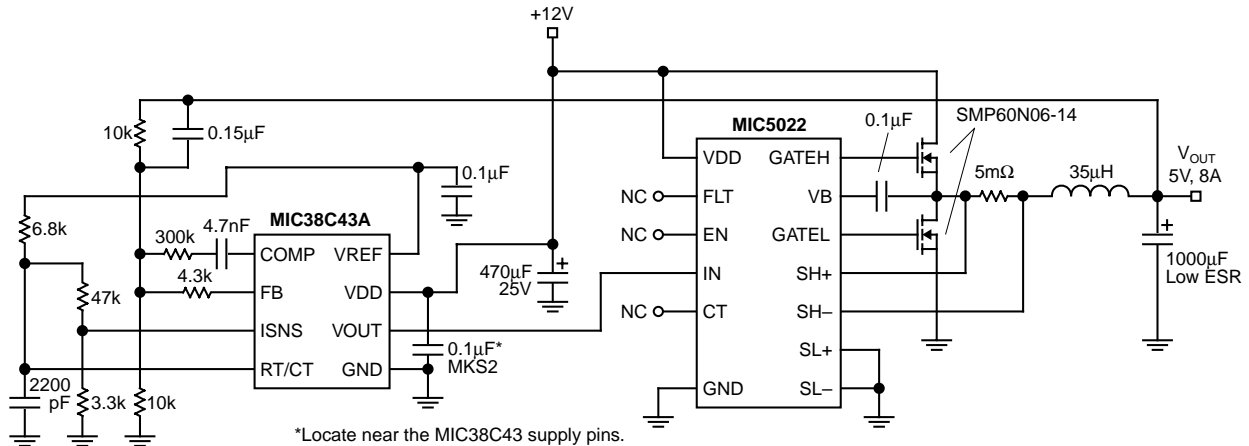 +12V
10k
0.15µF
0.1µF
6.8k
MIC38C43A
4.7nF
300k
4.3k
47k
COMP
FB
ISNS
RT/CT
VREF
VDD
VOUT
GND
2200
pF
3.3k
10k
0.1µF*
MKS2
470µF
25V
+
MIC5022
NC
NC
NC
VDD
FLT
EN
IN
CT
GND
GATEH
VB
GATEL
SH+
SH–
SL+
SL–
0.1µF
SMP60N06-14
5mΩ
35µH
VOUT
5V, 8A
+
1000µF
Low ESR
*Locate near the MIC38C43 supply pins.